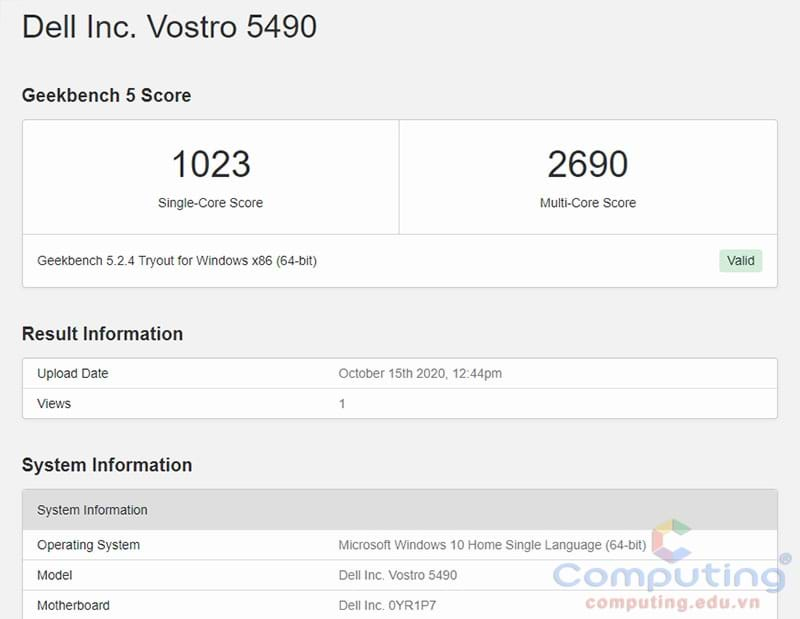 Dell Inc. Vostro 5490
Geekbench 5 Score
1023
Single-Core Score
2690
Multi-Core Score
Geekbench 5.2.4 Tryout for Windows x86 (64-bit)
Valid
Result Information
Upload Date October 15th 2020, 12:44pm
Views 1
System Information
System Information
Operating System Microsoft Windows 10 Home Single Language (64-bit)
Model Dell Inc. Vostro 5490
Motherboard Dell Inc. 0YR1P7
Computing®
computing.edu.vn